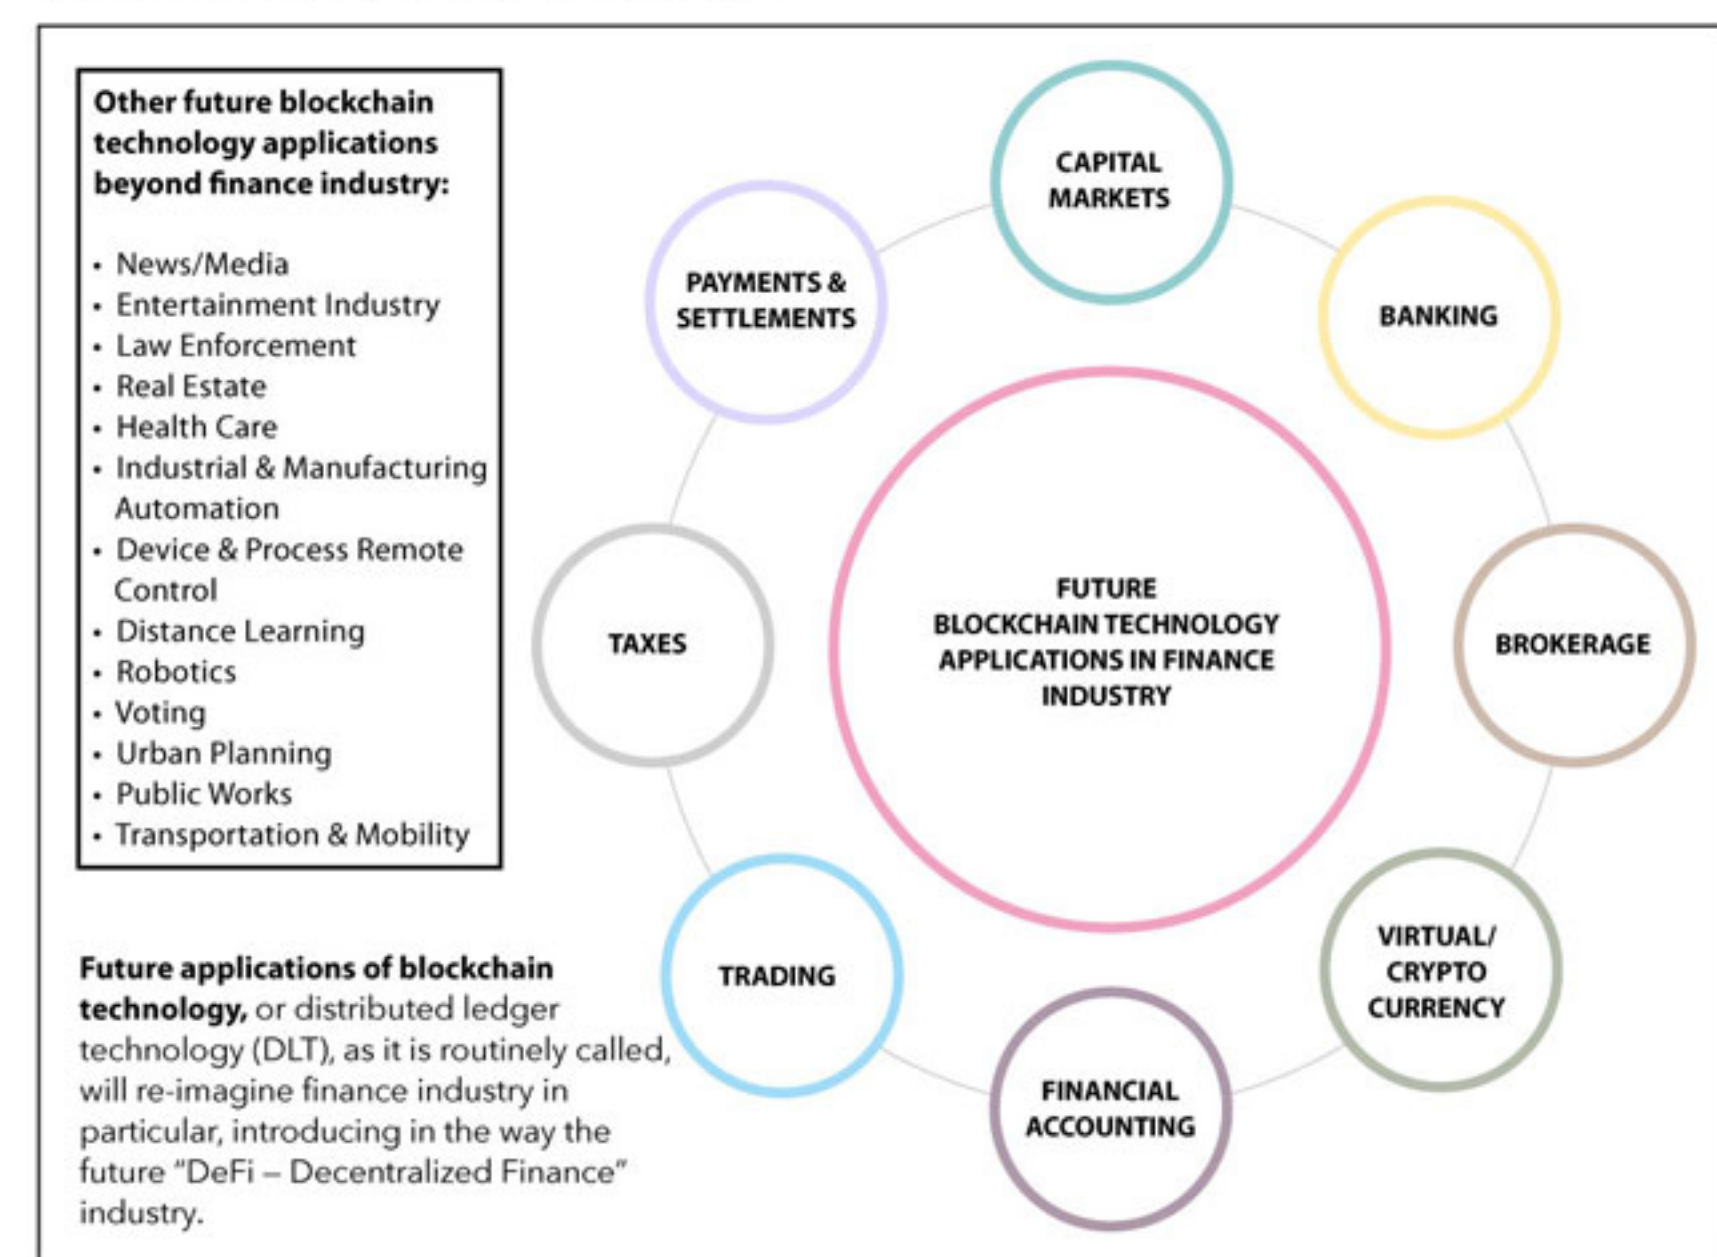 Other future blockchain
technology applications
beyond finance industry:
• News/Media
• Entertainment Industry
• Law Enforcement
• Real Estate
• Health Care
• Industrial & Manufacturing
Automation
• Device & Process Remote
Control
• Distance Learning
• Robotics
• Voting
• Urban Planning
• Public Works
• Transportation & Mobility
Future applications of blockchain
technology, or distributed ledger
technology (DLT), as it is routinely called,
will re-imagine finance industry in
particular, introducing in the way the
future “DeFi – Decentralized Finance”
industry.
CAPITAL
MARKETS
BANKING
BROKERAGE
VIRTUAL/
CRYPTO
CURRENCY
FINANCIAL
ACCOUNTING
TRADING
TAXES
PAYMENTS &
SETTLEMENTS
FUTURE
BLOCKCHAIN TECHNOLOGY
APPLICATIONS IN FINANCE
INDUSTRY